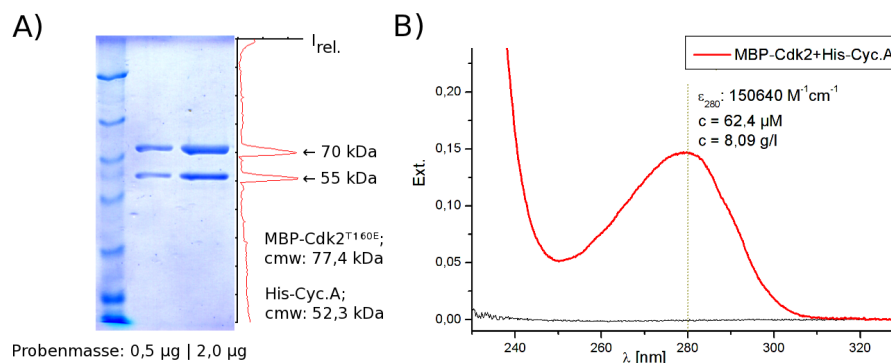 A)
I rel.
← 70 kDa
← 55 kDa
MBP-Cdk2ᵀ¹⁶⁰ᴱ;
cmw: 77,4 kDa
His-Cyc.A;
cmw: 52,3 kDa
Probenmasse: 0,5 µg | 2,0 µg
B)
MBP-Cdk2+His-Cyc.A
ε₂₈₀: 150640 M⁻¹cm⁻¹
c = 62,4 µM
c = 8,09 g/l
Ext.
0,20
0,15
0,10
0,05
0,00
240 260 280 300 320
λ [nm]